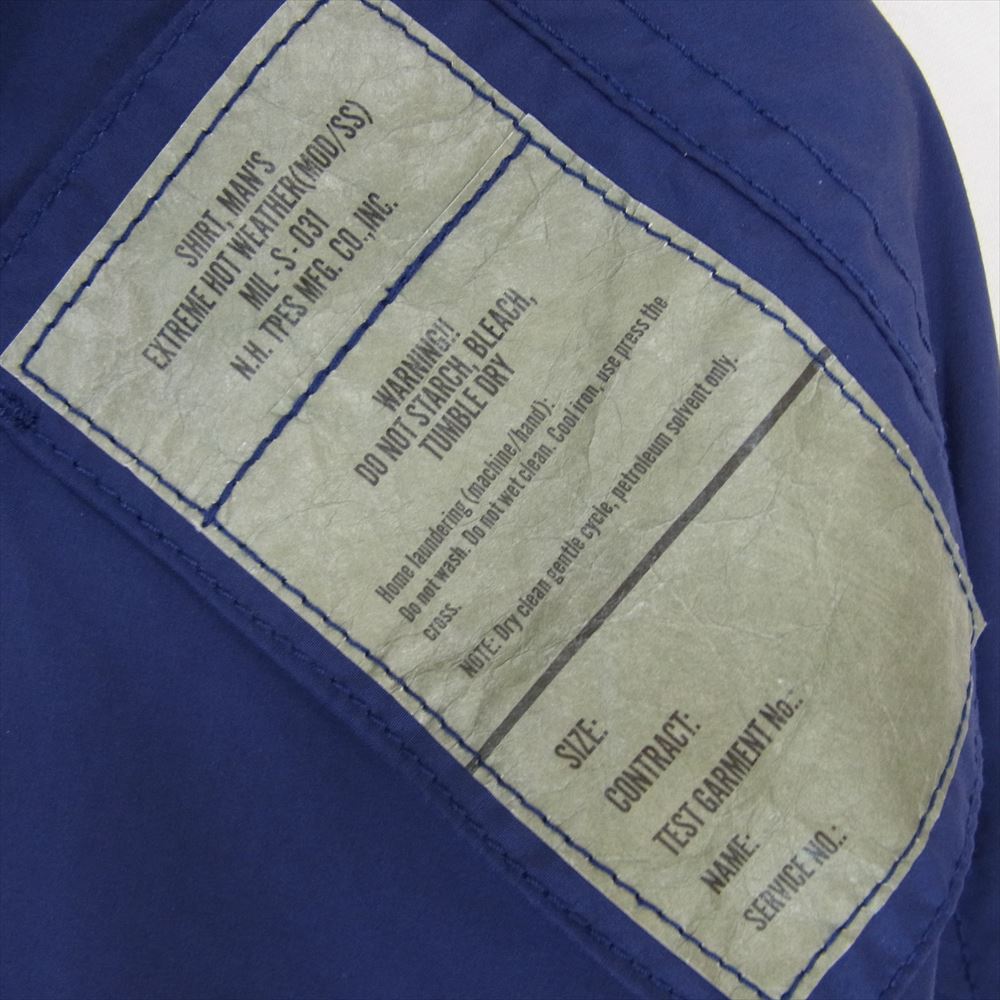 SHIRT, MAN'S
EXTREME HOT WEATHER(MOD/SS)
MIL - S - 031
N.H. TPES MFG. CO.,INC.
WARNING!!
DO NOT STARCH, BLEACH,
TUMBLE DRY
Home laundering (machine/hand):
Do not wash. Do not wet clean. Cool iron, use press the
cross.
NOTE: Dry clean gentle cycle, petroleum solvent only.
SIZE:
CONTRACT:
TEST GARMENT No.:
NAME:
SERVICE NO.: